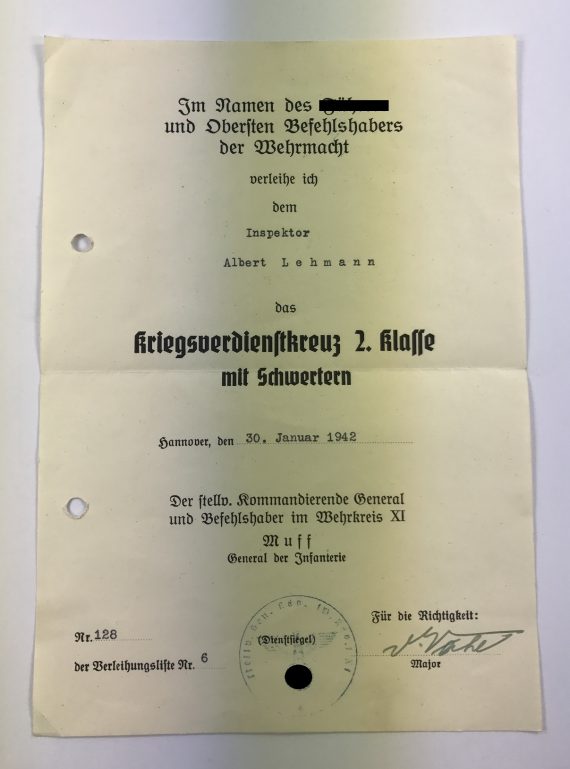 Im Namen des
und Obersten Befehlshabers
der Wehrmacht
verleihe ich
dem
Inspektor
Albert Lehmann
das
Kriegsverdienstkreuz 2. Klasse
mit Schwertern
Hannover, den 30. Januar 1942
Der stellv. Kommandierende General
und Befehlshaber im Wehrkreis XI
Muff
General der Infanterie
Für die Richtigkeit:
Nr. 128
(Dienstsiegel)
der Verleihungsliste Nr. 6
Major